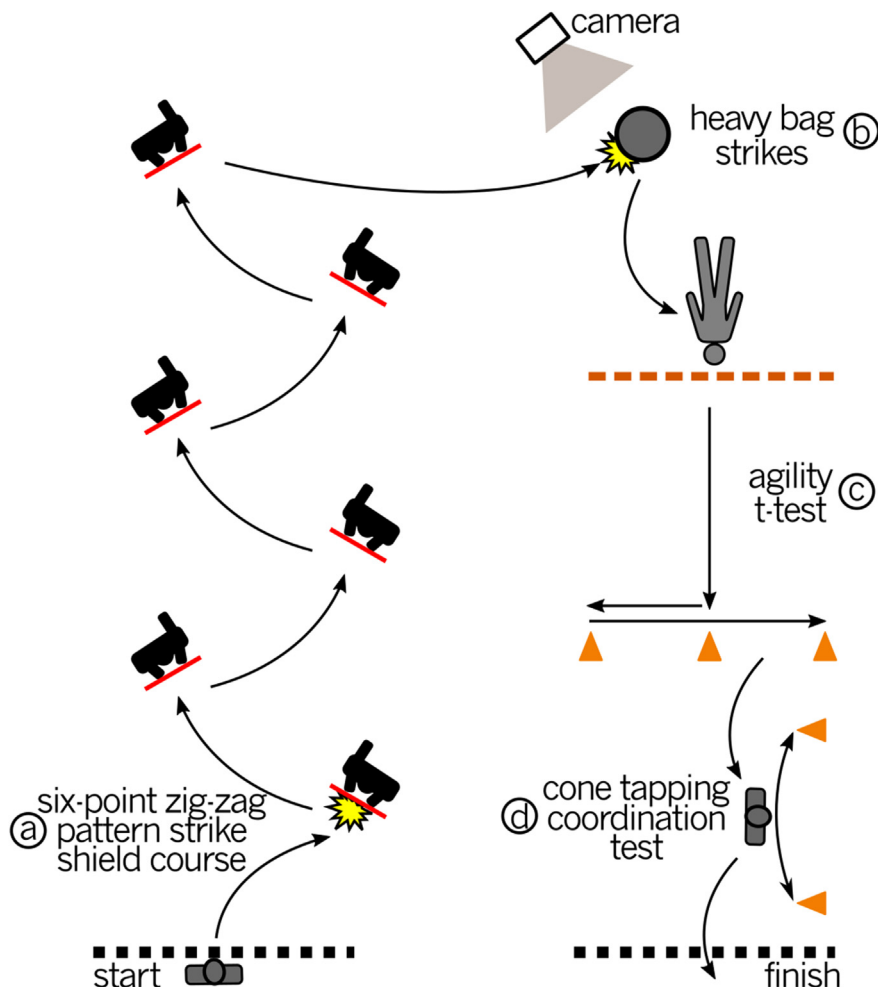 camera
heavy bag ⓑ
strikes
agility ⓒ
t-test
six-point zig-zag
ⓐ pattern strike
shield course
cone tapping
ⓓ coordination
test
start
finish